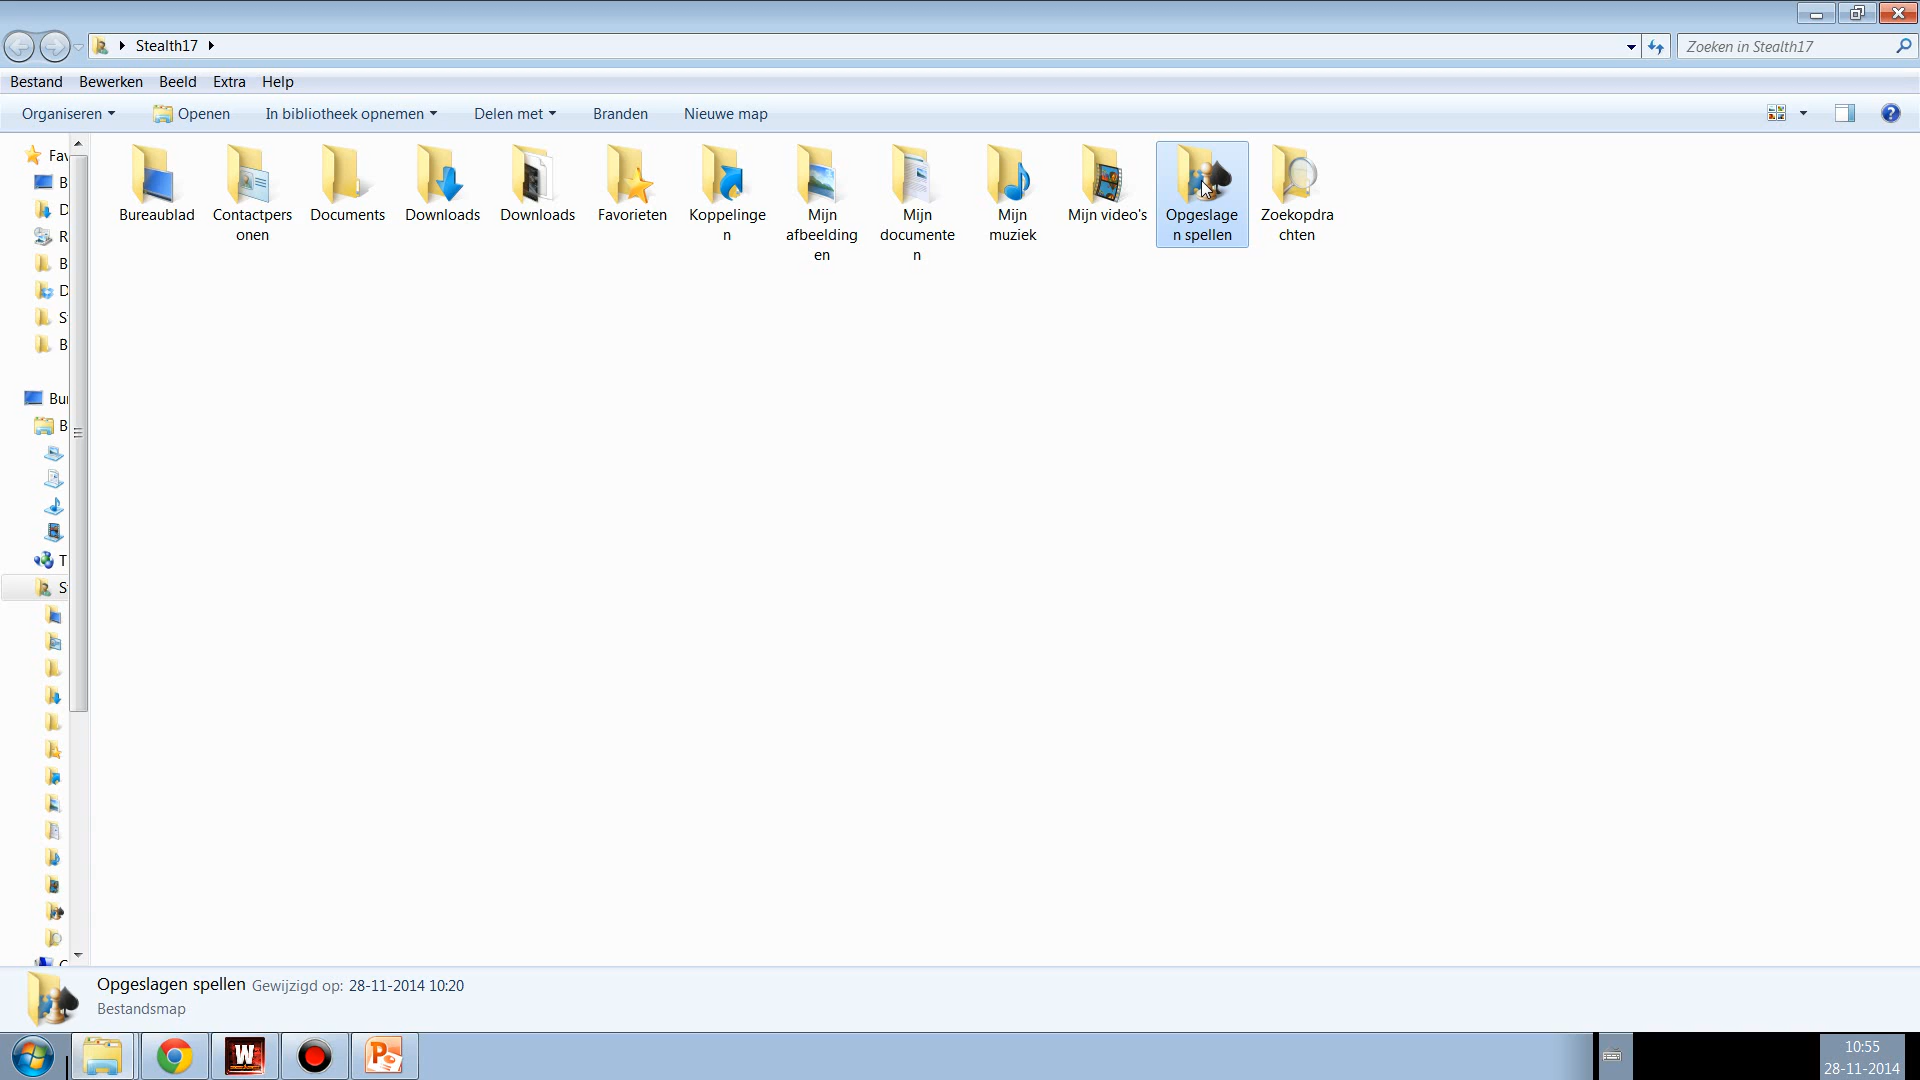 Stealth17
Zoeken in Stealth17
Bestand Bewerken Beeld Extra Help
Organiseren Openen In bibliotheek opnemen Delen met Branden Nieuwe map
Fav
B
D
R
B
D
S
B
Bur
B
T
S
Bureaublad
Contactpers
onen
Documents
Downloads
Downloads
Favorieten
Koppelinge
n
Mijn
afbeelding
en
Mijn
documente
n
Mijn
muziek
Mijn video's
Opgeslage
n spellen
Zoekopdra
chten
Opgeslagen spellen Gewijzigd op: 28-11-2014 10:20
Bestandsmap
W
P
10:55
28-11-2014